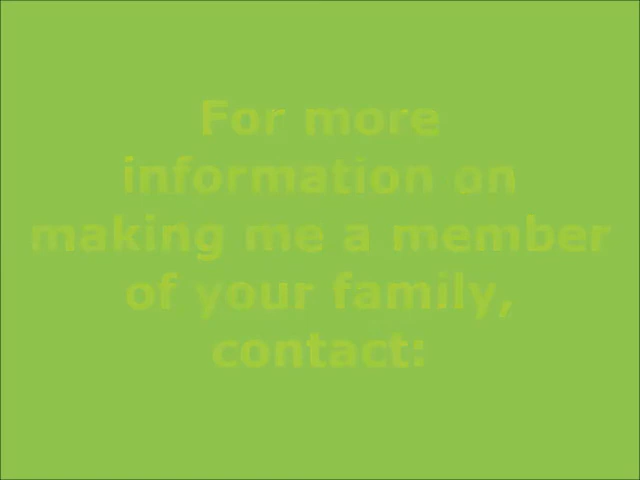 For more
information on
making me a member
of your family,
contact: